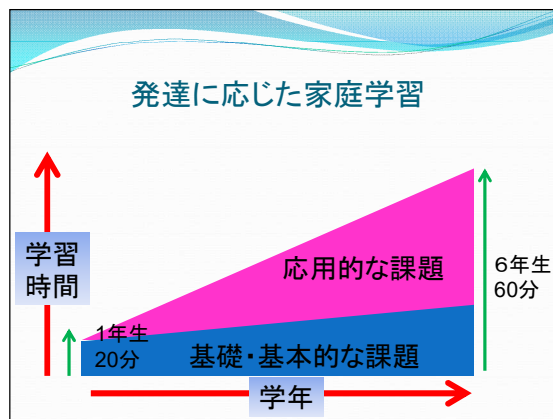 発達に応じた家庭学習
学習
時間
応用的な課題
６年生
60分
1年生
20分
基礎・基本的な課題
学年